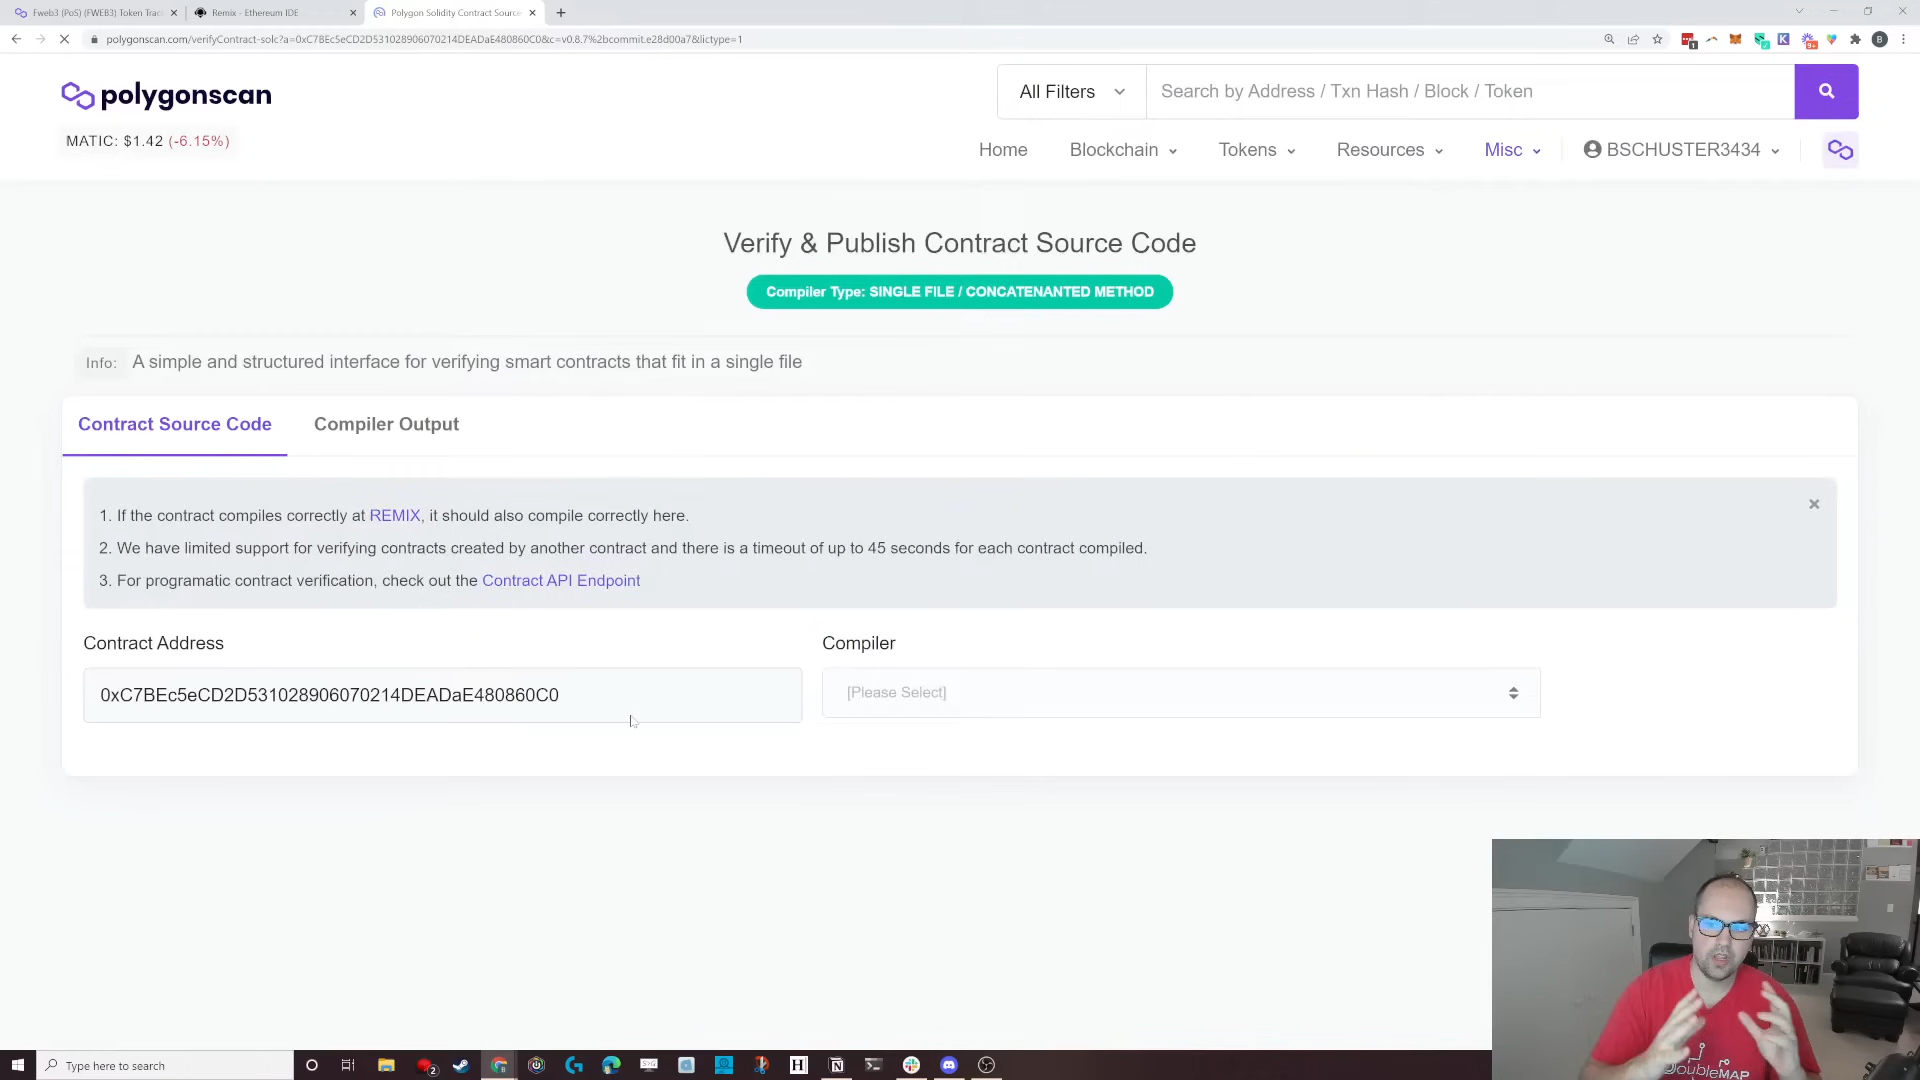 Fweb3 (PoS) (FWEB3) Token Trac
Remix - Ethereum IDE
Polygon Solidity Contract Source
polygonscan.com/verifyContract-solc?a=0xC7BEc5eCD2D531028906070214DEADaE480860C0&c=v0.8.7%2bcommit.e28d00a7&lictype=1
polygonscan
All Filters
Search by Address / Txn Hash / Block / Token
MATIC: $1.42 (-6.15%)
Home
Blockchain
Tokens
Resources
Misc
BSCHUSTER3434
Verify & Publish Contract Source Code
Compiler Type: SINGLE FILE / CONCATENANTED METHOD
Info: A simple and structured interface for verifying smart contracts that fit in a single file
Contract Source Code
Compiler Output
1. If the contract compiles correctly at REMIX, it should also compile correctly here.
2. We have limited support for verifying contracts created by another contract and there is a timeout of up to 45 seconds for each contract compiled.
3. For programatic contract verification, check out the Contract API Endpoint
Contract Address
Compiler
0xC7BEc5eCD2D531028906070214DEADaE480860C0
[Please Select]
DOUBLEMAP
Type here to search